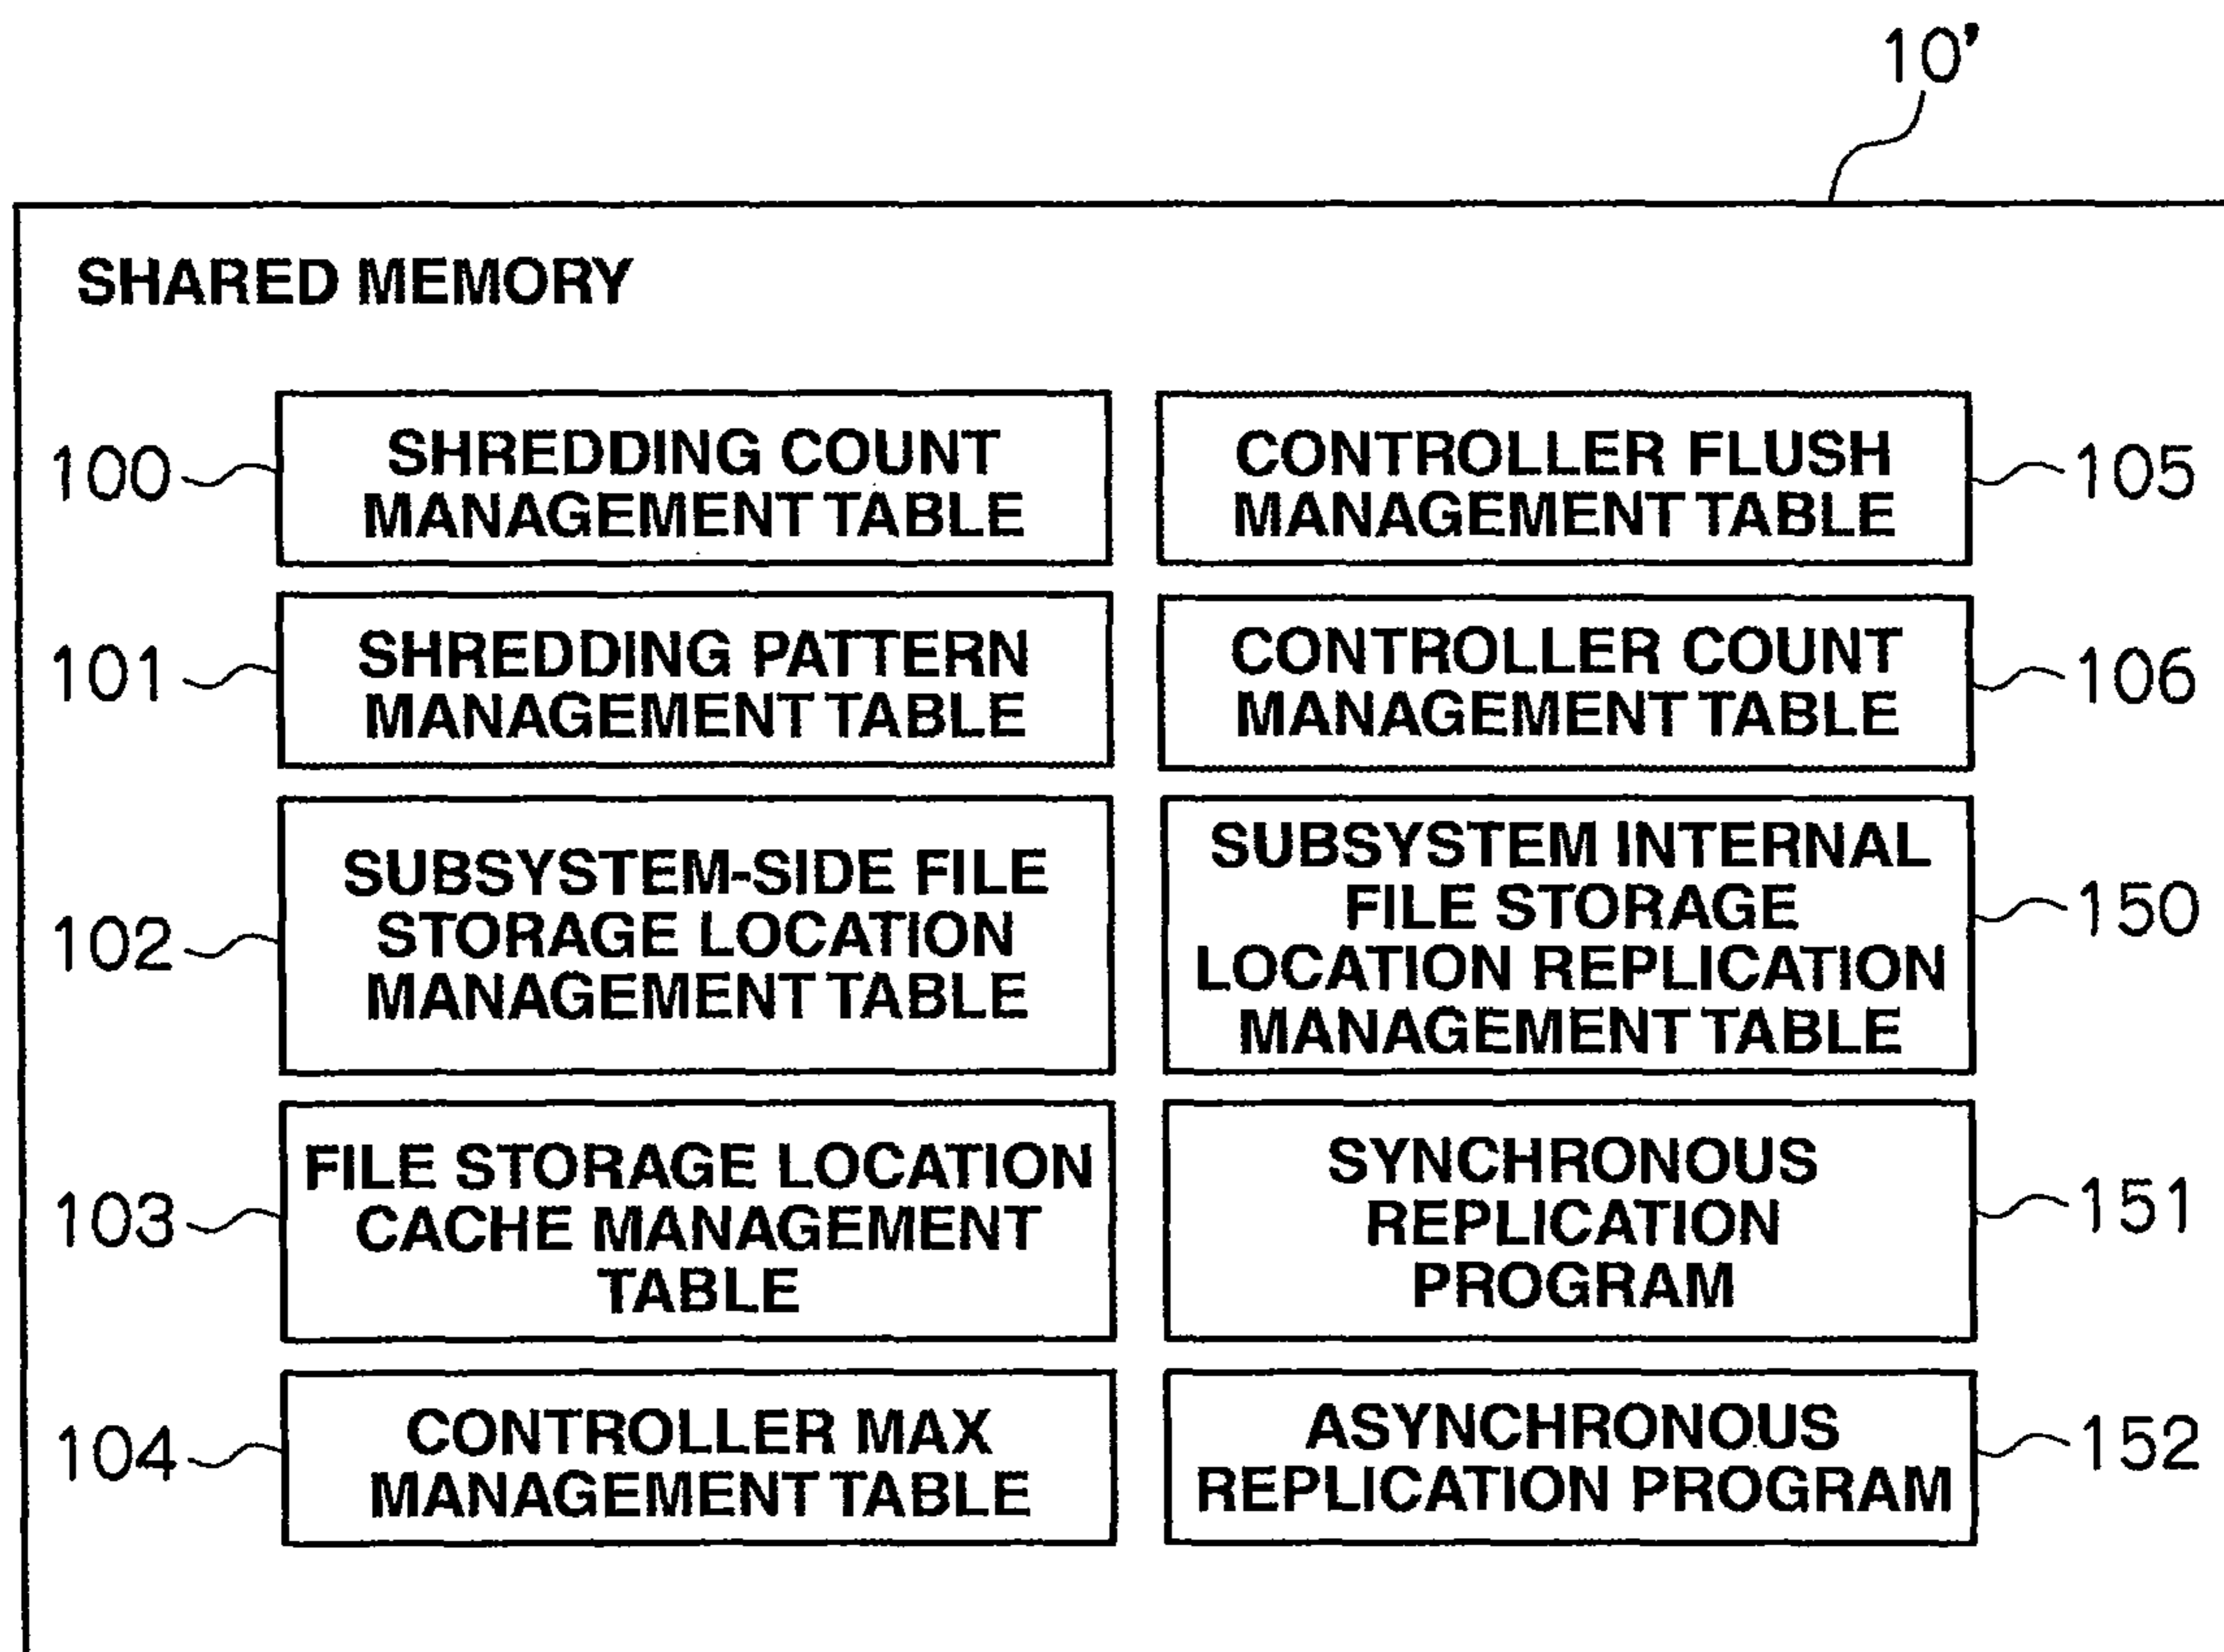 10'
SHARED MEMORY
100
SHREDDING COUNT
MANAGEMENT TABLE
101
SHREDDING PATTERN
MANAGEMENT TABLE
102
SUBSYSTEM-SIDE FILE
STORAGE LOCATION
MANAGEMENT TABLE
103
FILE STORAGE LOCATION
CACHE MANAGEMENT
TABLE
104
CONTROLLER MAX
MANAGEMENT TABLE
CONTROLLER FLUSH
MANAGEMENT TABLE
105
CONTROLLER COUNT
MANAGEMENT TABLE
106
SUBSYSTEM INTERNAL
FILE STORAGE
LOCATION REPLICATION
MANAGEMENT TABLE
150
SYNCHRONOUS
REPLICATION
PROGRAM
151
ASYNCHRONOUS
REPLICATION PROGRAM
152